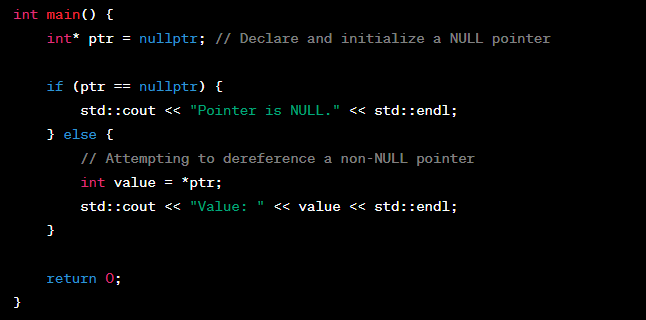 int main() {
    int* ptr = nullptr; // Declare and initialize a NULL pointer
    if (ptr == nullptr) {
        std::cout << "Pointer is NULL." << std::endl;
    } else {
        // Attempting to dereference a non-NULL pointer
        int value = *ptr;
        std::cout << "Value: " << value << std::endl;
    }
    return 0;
}